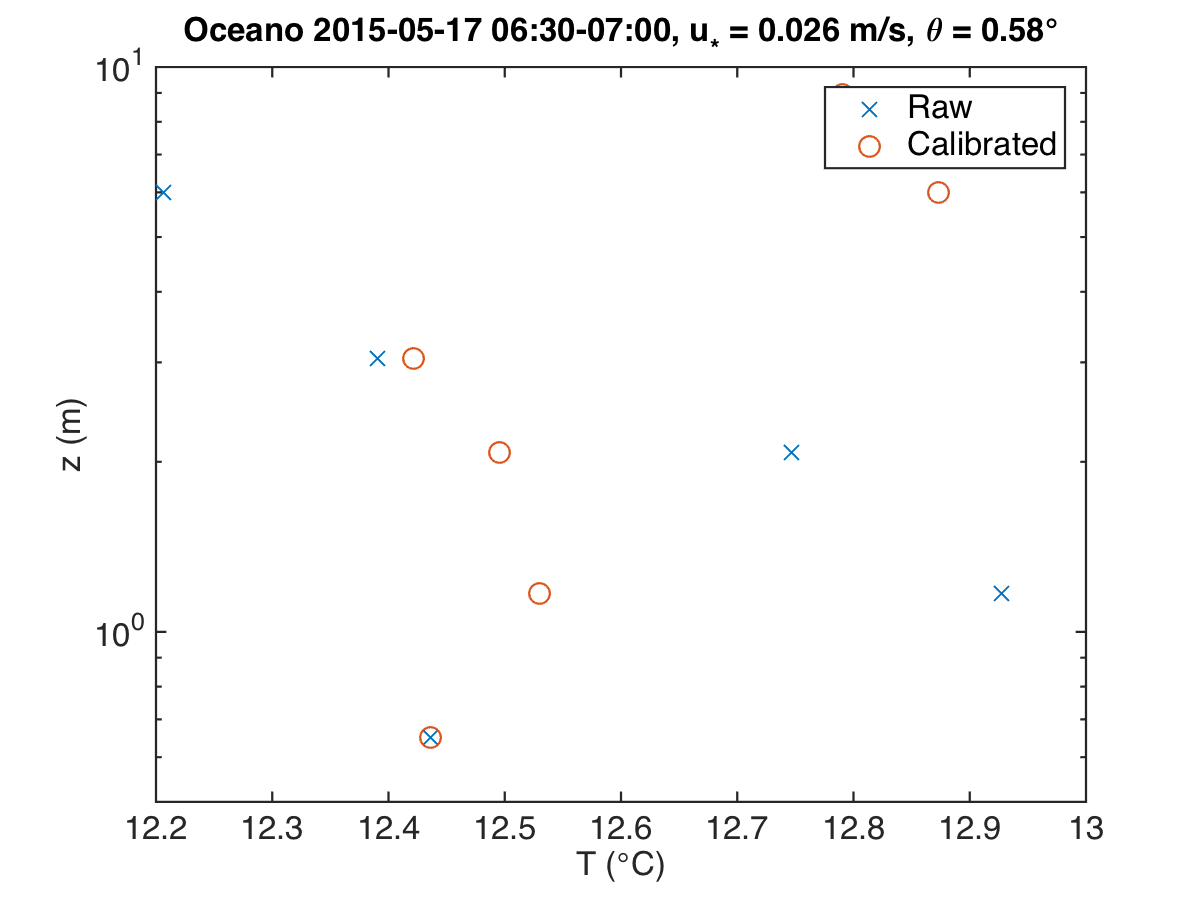 Oceano 2015-05-17 06:30-07:00, u* = 0.026 m/s, θ = 0.58°
10¹
Raw
Calibrated
z (m)
10⁰
12.2 12.3 12.4 12.5 12.6 12.7 12.8 12.9 13
T (°C)